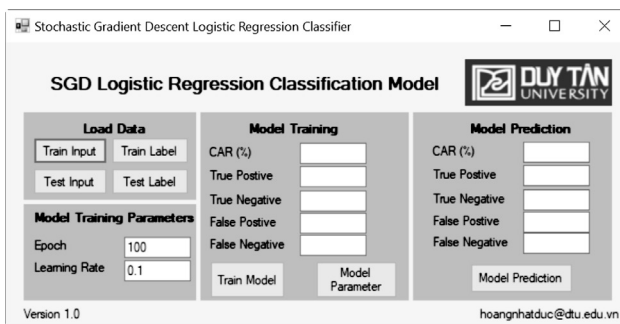 Stochastic Gradient Descent Logistic Regression Classifier
SGD Logistic Regression Classification Model
DUY TÂN
UNIVERSITY
Load Data
Train Input
Train Label
Test Input
Test Label
Model Training Parameters
Epoch
100
Learning Rate
0.1
Model Training
CAR (%)
True Postive
True Negative
False Postive
False Negative
Train Model
Model
Parameter
Model Prediction
CAR (%)
True Postive
True Negative
False Postive
False Negative
Model Prediction
Version 1.0
hoangnhatduc@dtu.edu.vn